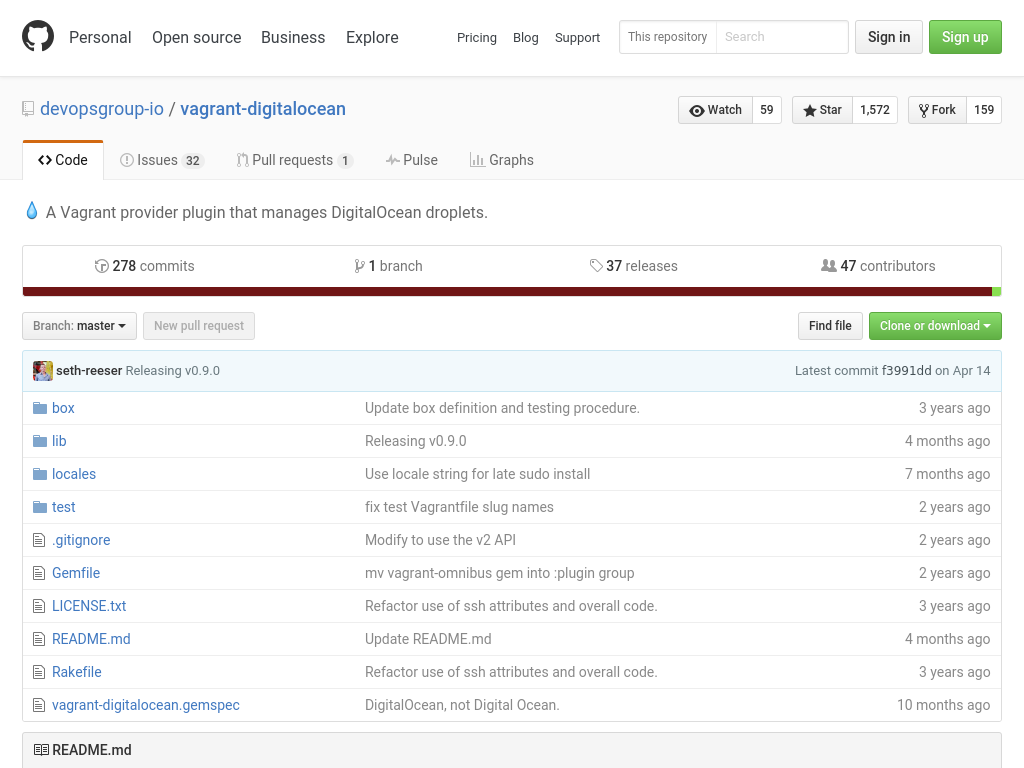 Personal Open source Business Explore Pricing Blog Support This repository Search Sign in Sign up
devopsgroup-io / vagrant-digitalocean Watch 59 Star 1,572 Fork 159
Code Issues 32 Pull requests 1 Pulse Graphs
A Vagrant provider plugin that manages DigitalOcean droplets.
278 commits 1 branch 37 releases 47 contributors
Branch: master New pull request Find file Clone or download
seth-reeser Releasing v0.9.0 Latest commit f3991dd on Apr 14
box Update box definition and testing procedure. 3 years ago
lib Releasing v0.9.0 4 months ago
locales Use locale string for late sudo install 7 months ago
test fix test Vagrantfile slug names 2 years ago
.gitignore Modify to use the v2 API 2 years ago
Gemfile mv vagrant-omnibus gem into :plugin group 2 years ago
LICENSE.txt Refactor use of ssh attributes and overall code. 3 years ago
README.md Update README.md 4 months ago
Rakefile Refactor use of ssh attributes and overall code. 3 years ago
vagrant-digitalocean.gemspec DigitalOcean, not Digital Ocean. 10 months ago
README.md